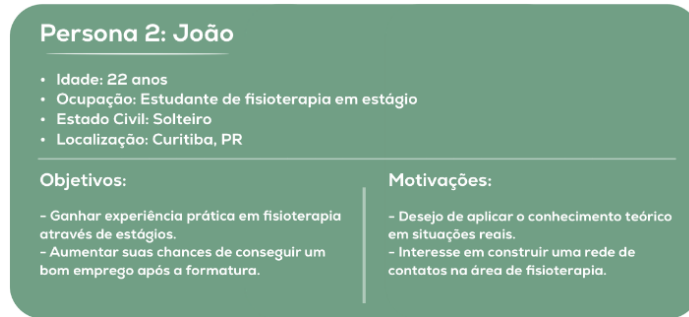 Persona 2: João
• Idade: 22 anos
• Ocupação: Estudante de fisioterapia em estágio
• Estado Civil: Solteiro
• Localização: Curitiba, PR
Objetivos:
- Ganhar experiência prática em fisioterapia
através de estágios.
- Aumentar suas chances de conseguir um
bom emprego após a formatura.
Motivações:
- Desejo de aplicar o conhecimento teórico
em situações reais.
- Interesse em construir uma rede de
contatos na área de fisioterapia.